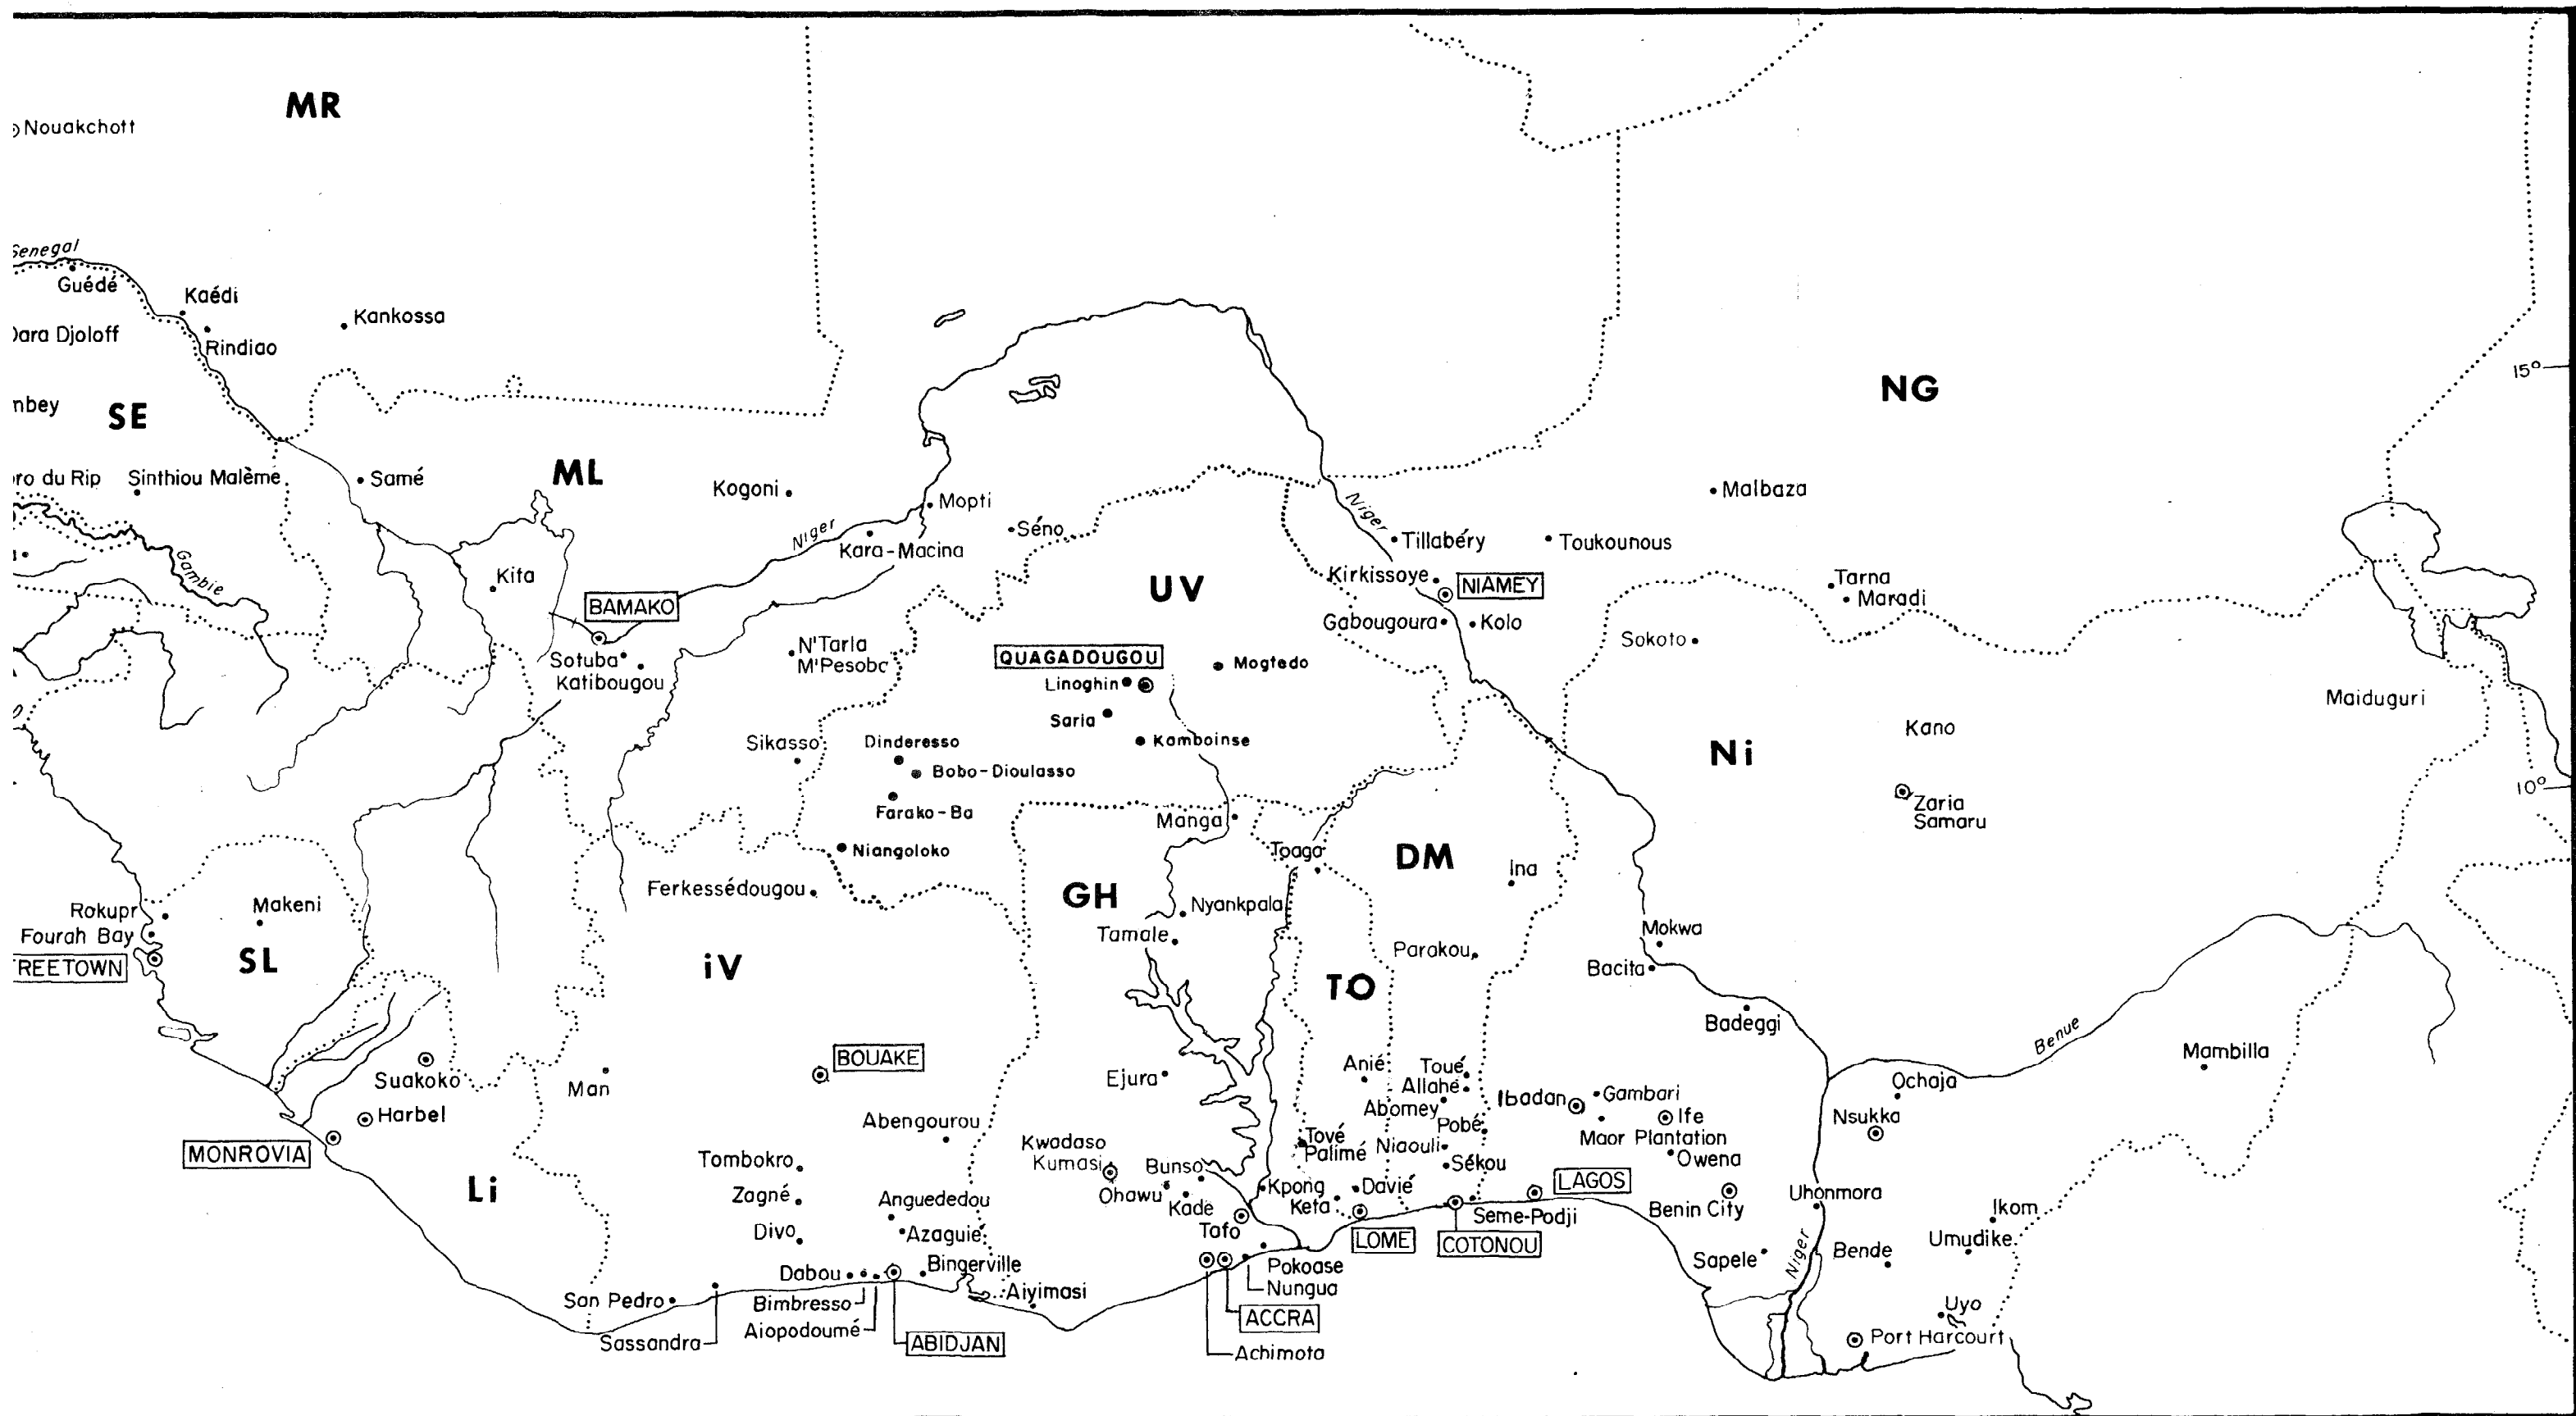 MR
Nouakchott
Senegal
Guédé
Kaédi
Rindiao
Kankossa
Dara Djoloff
SE
15°
NG
du Rip
Sinthiou Malème
Samé
ML
Kogoni
Mopti
Niger
Kara-Macina
Séno
Niger
Tillabéry
Malbaza
Toukounous
Gambie
Kifa
BAMAKO
UV
Kirkissoye
NIAMEY
Tarna
Maradi
Gabougoura
Kolo
Sokoto
Sotuba
Katibougou
N'Tarla
M'Pesoba
QUAGADOUGOU
Linoghin
Mogtedo
Saria
Kamboinse
Maiduguri
Kano
Ni
Sikasso
Dinderesso
Bobo-Dioulasso
Farako-Ba
10°
Zaria
Samaru
Manga
Niangoloko
Toaga
DM
Ina
Ferkessédougou
GH
Nyankpala
Tamale
Rokupr
Makeni
Fourah Bay
REETOWN
SL
iV
TO
Parakou
Mokwa
Bacita
Badeggi
Benue
Mambilla
BOUAKE
Suakoko
Harbel
Man
Ejura
Anié
Toué
Allahé
Abomey
Ibadan
Gambari
Ife
Ochaja
Nsukka
MONROVIA
Abengourou
Kwadaso
Kumasi
Bunso
Ohawu
Kade
Tafo
Tové
Palimé
Niaouli
Pobé
Sékou
Maor Plantation
Owena
Li
Tombokro
Zagné
Divo
Anguededou
Azaguié
Kpong
Keta
Davié
LAGOS
Seme-Podji
Benin City
Uhonmora
Ikom
Umudike
LOME
COTONOU
Sapele
Niger
Bende
Dabou
Bingerville
Bimbresso
Aiopodoumé
ABIDJAN
San Pedro
Sassandra
Aiyimasi
Pokoase
Nungua
ACCRA
Achimota
Uyo
Port Harcourt